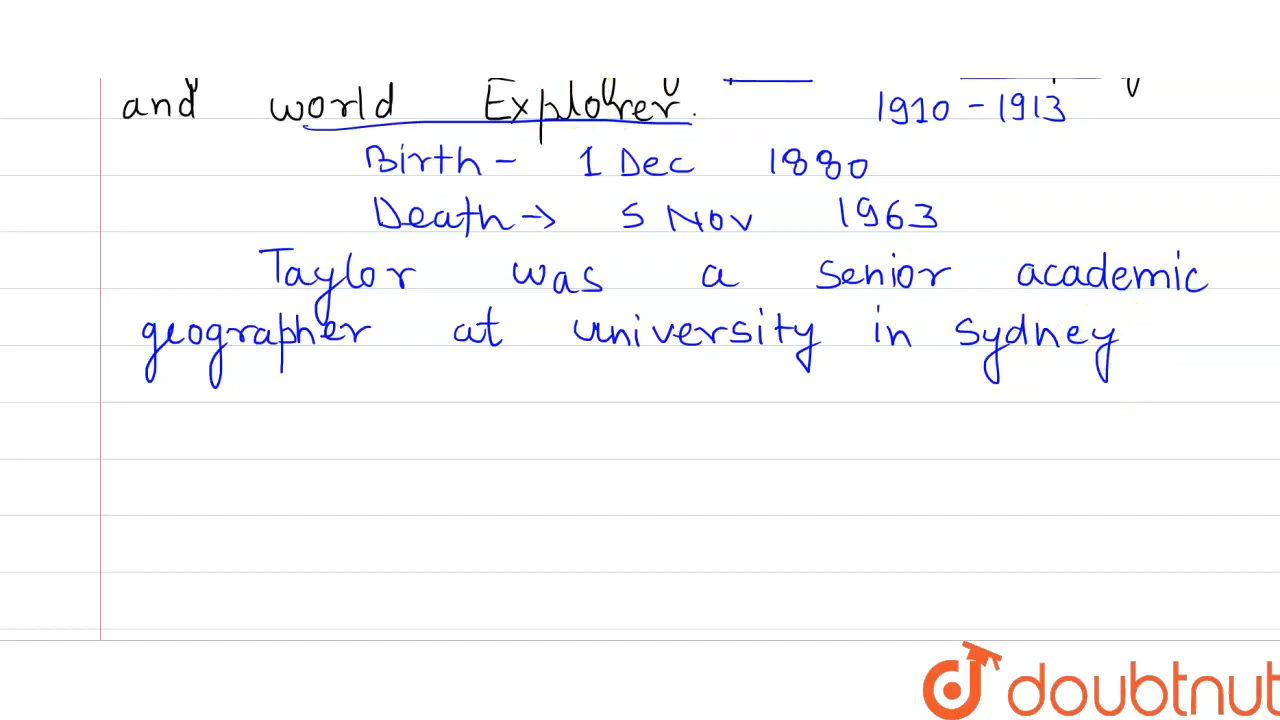 and world Explorer. 1910 - 1913
Birth - 1 Dec 1880
Death → 5 Nov 1963
Taylor was a senior academic
geographer at university in Sydney
doubtnut